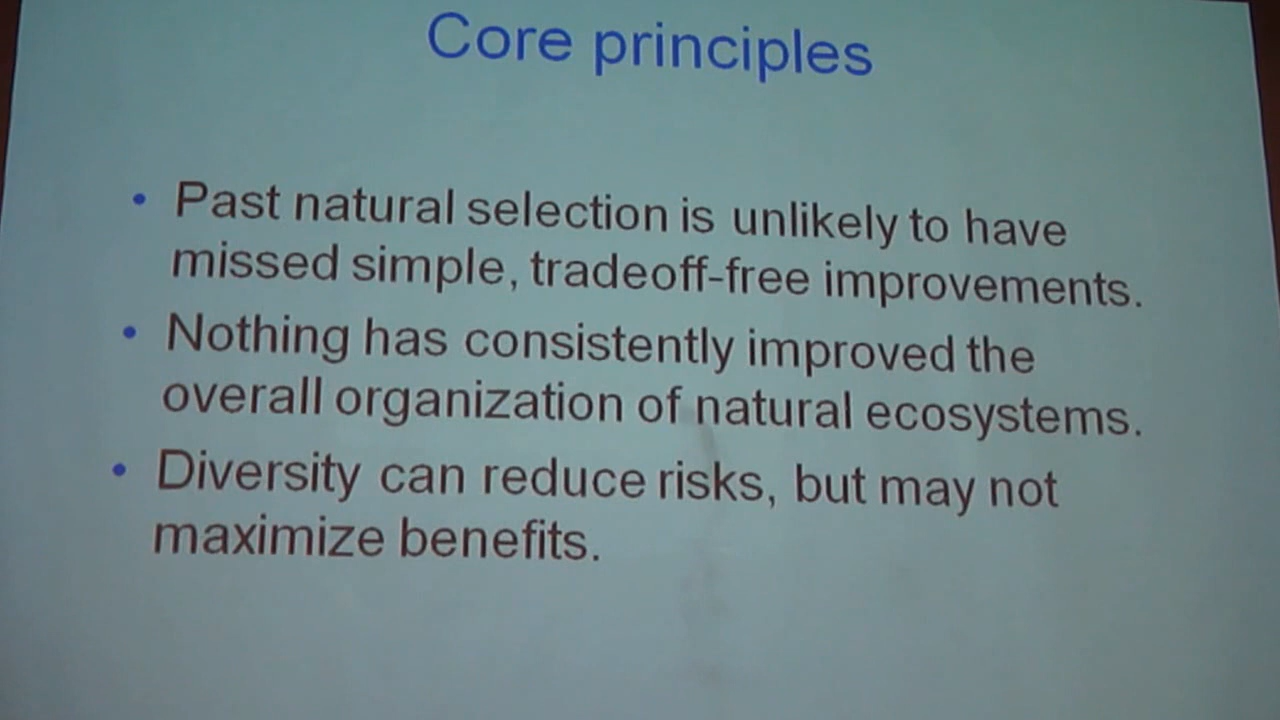 Core principles
• Past natural selection is unlikely to have
missed simple, tradeoff-free improvements.
• Nothing has consistently improved the
overall organization of natural ecosystems.
• Diversity can reduce risks, but may not
maximize benefits.